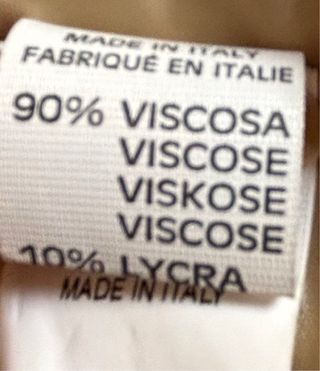 MADE IN ITALY
FABRIQUÉ EN ITALIE
90% VISCOSA
VISCOSE
VISKOSE
VISCOSE
10% LYCRA
MADE IN ITALY